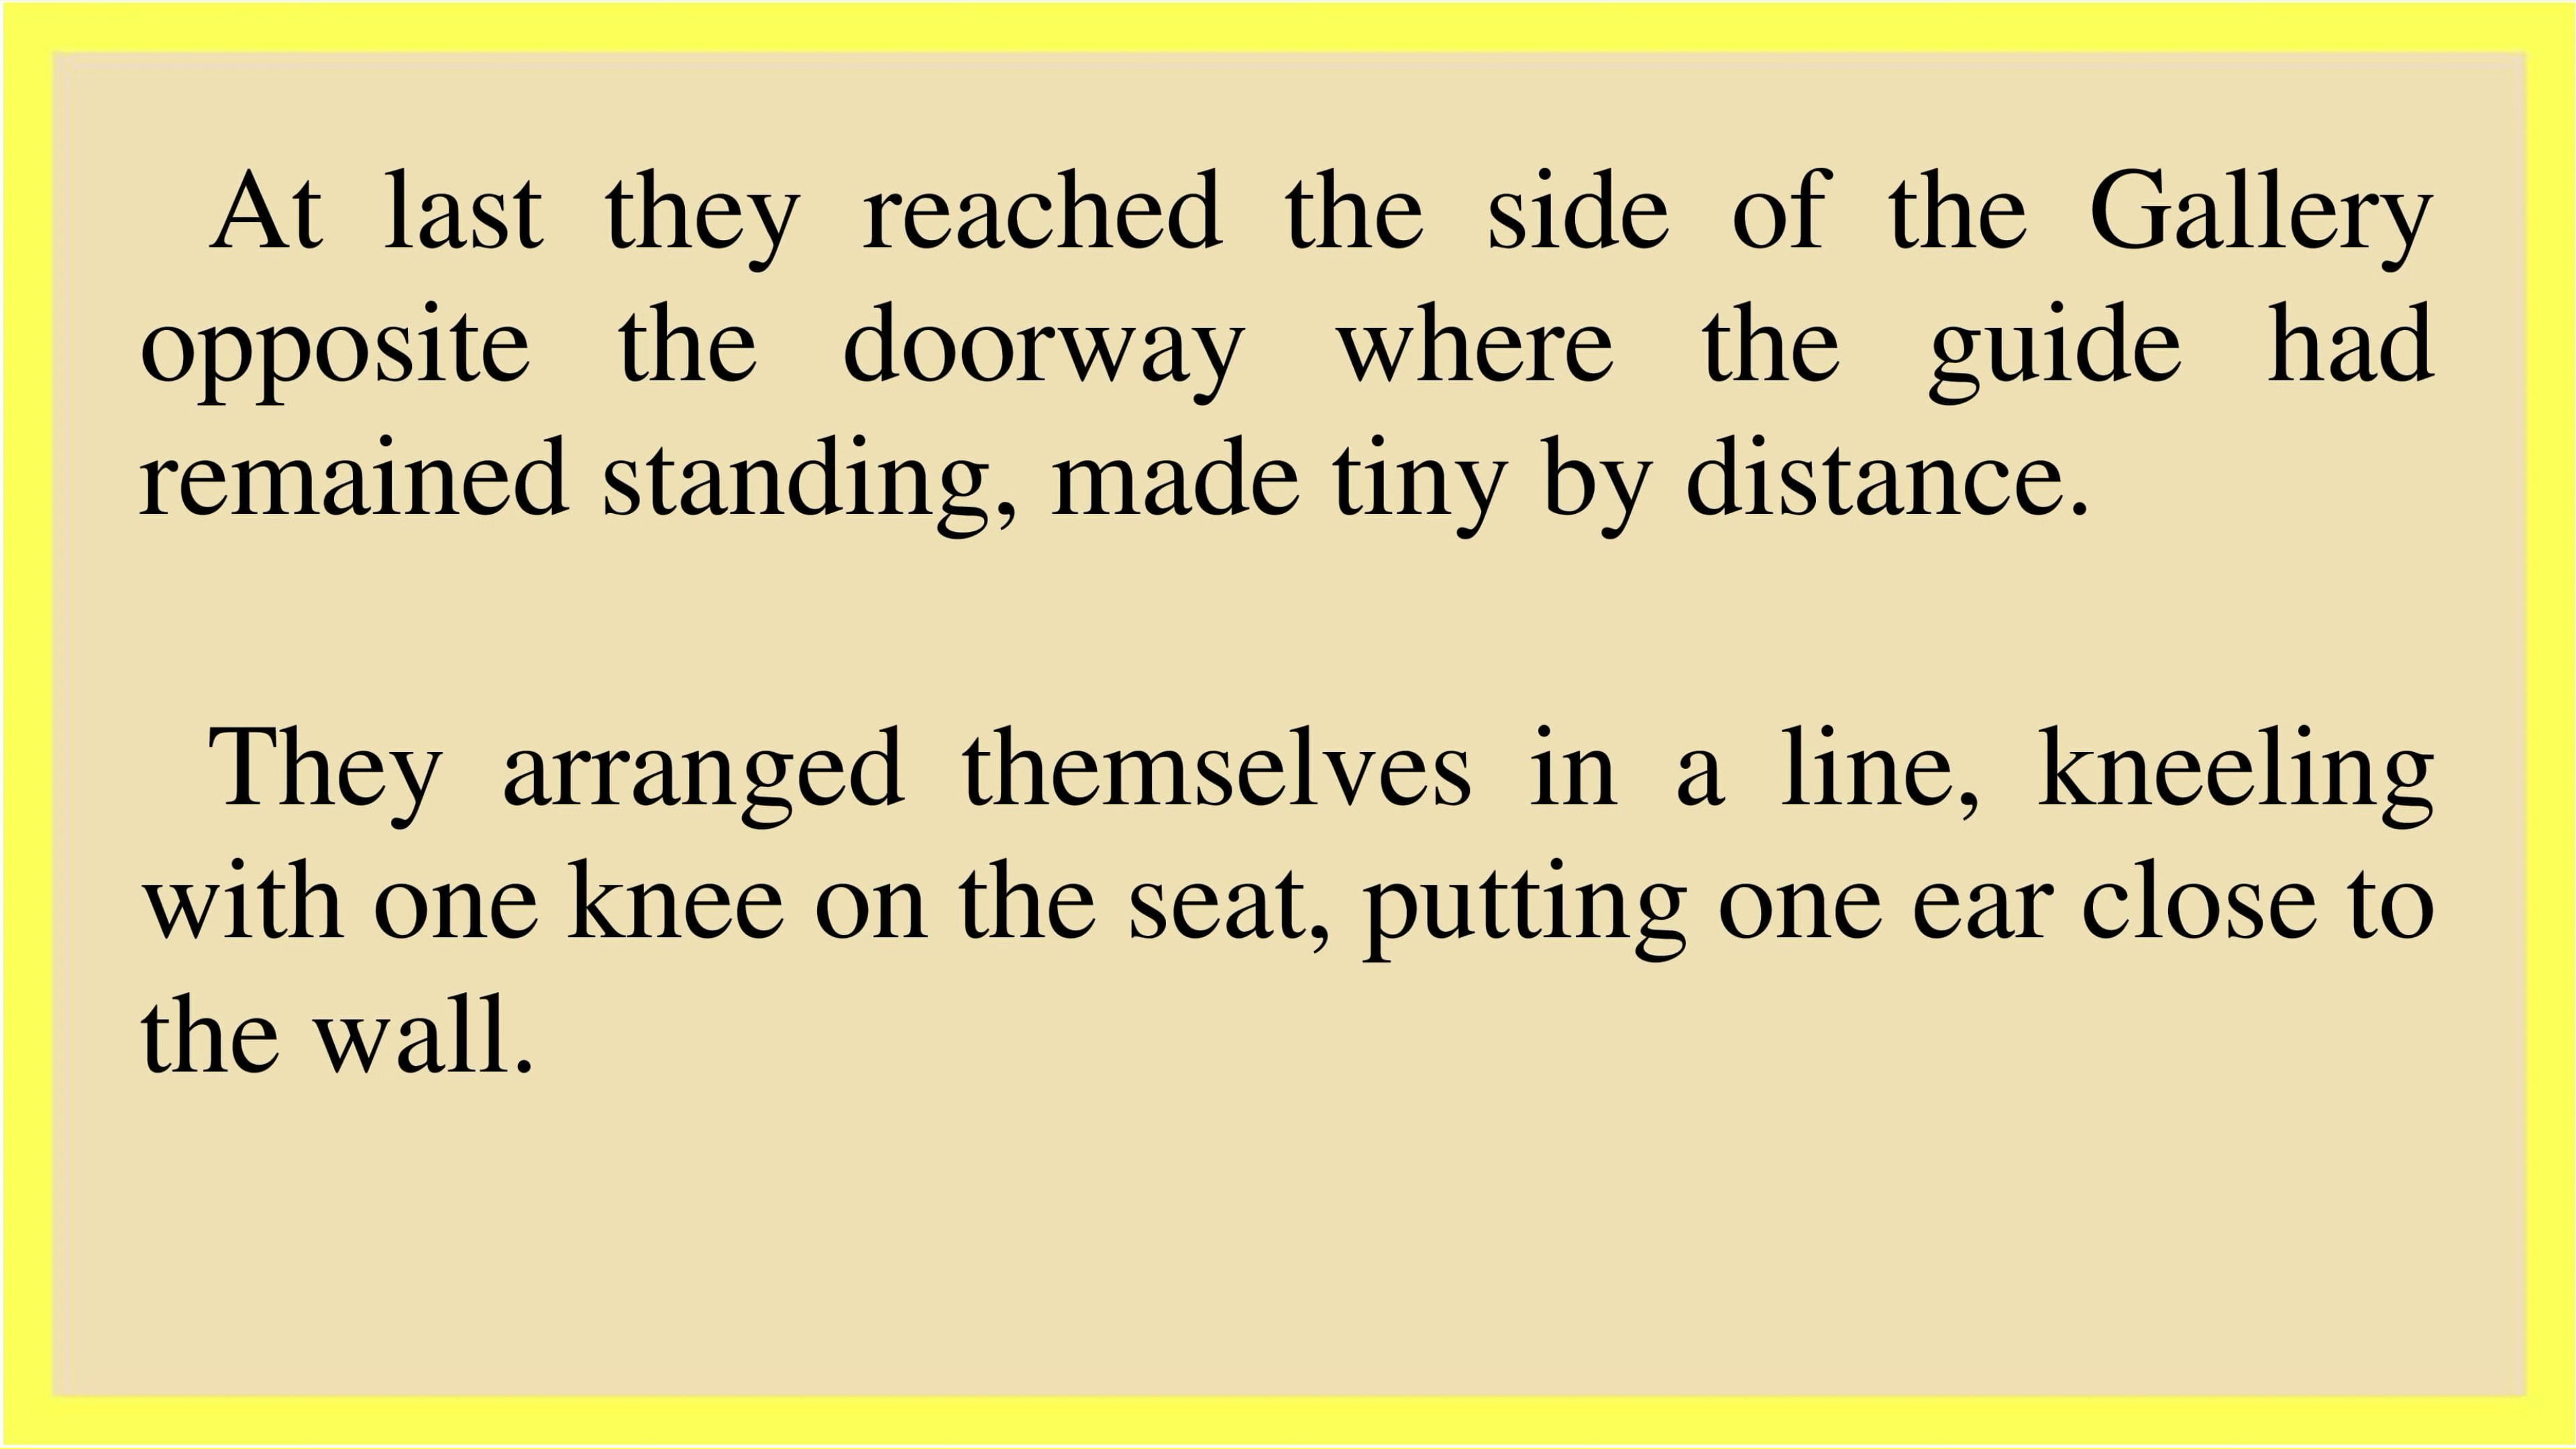 At last they reached the side of the Gallery
opposite the doorway where the guide had
remained standing, made tiny by distance.
They arranged themselves in a line, kneeling
with one knee on the seat, putting one ear close to
the wall.